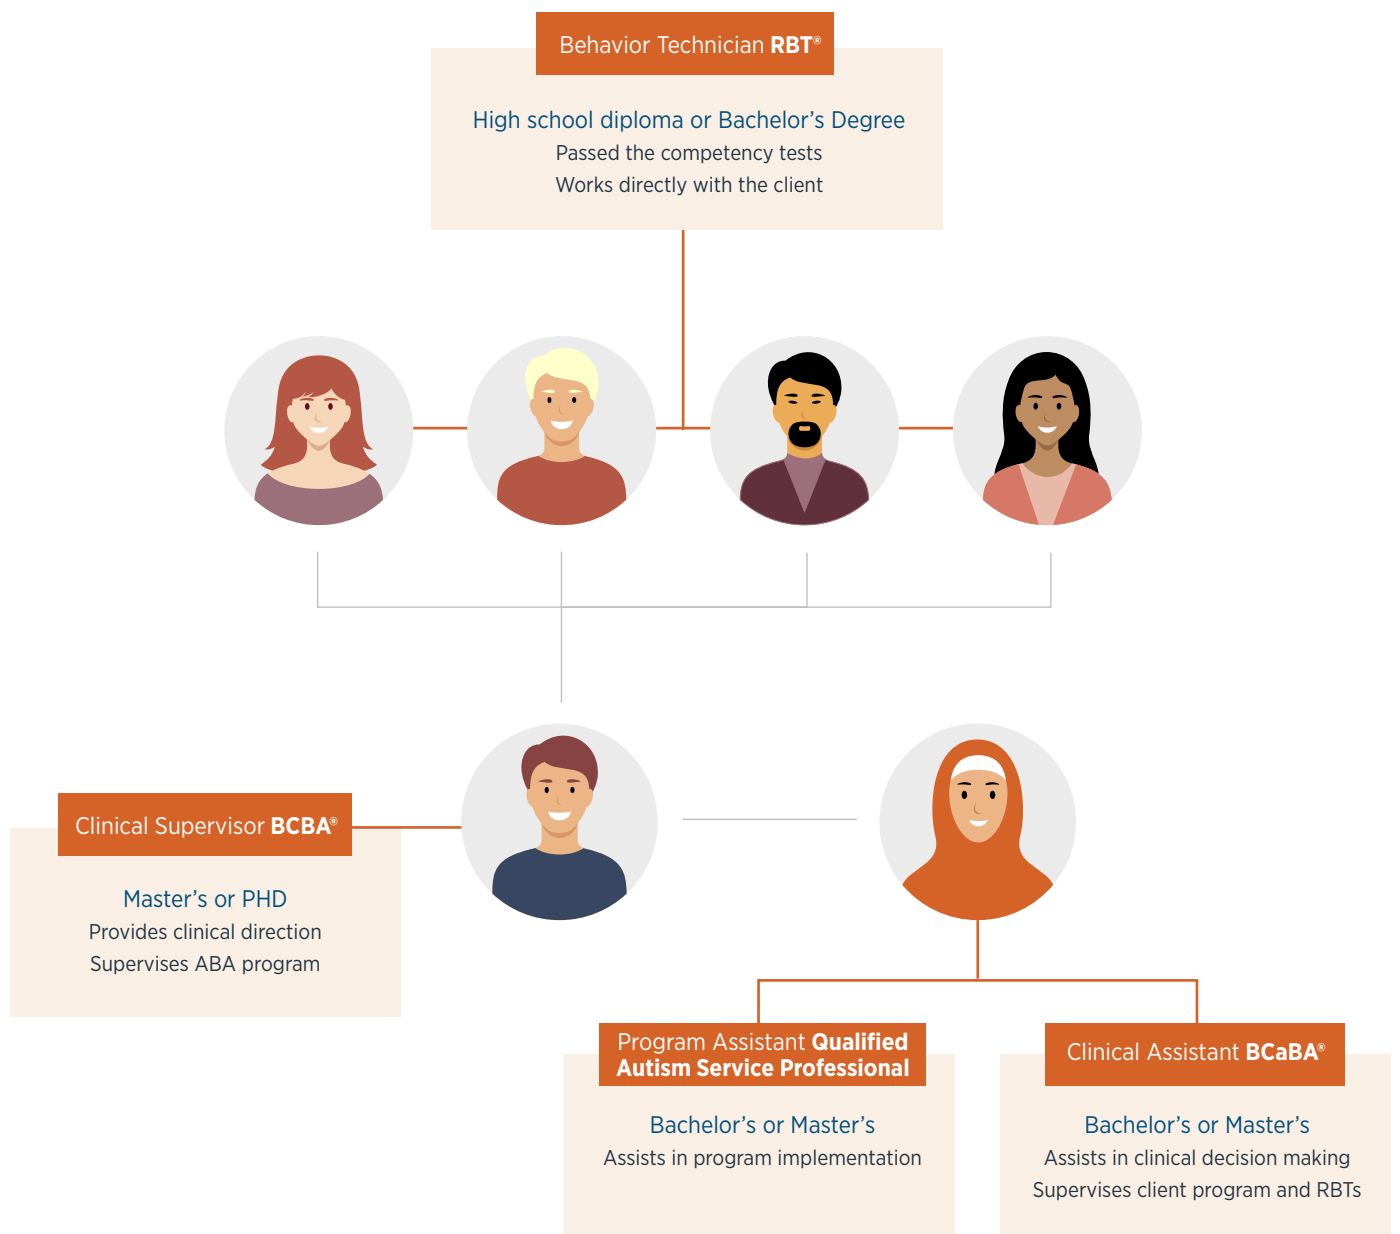 Behavior Technician RBT®
High school diploma or Bachelor’s Degree
Passed the competency tests
Works directly with the client
Clinical Supervisor BCBA®
Master’s or PHD
Provides clinical direction
Supervises ABA program
Program Assistant Qualified
Autism Service Professional
Bachelor’s or Master’s
Assists in program implementation
Clinical Assistant BCaBA®
Bachelor’s or Master’s
Assists in clinical decision making
Supervises client program and RBTs